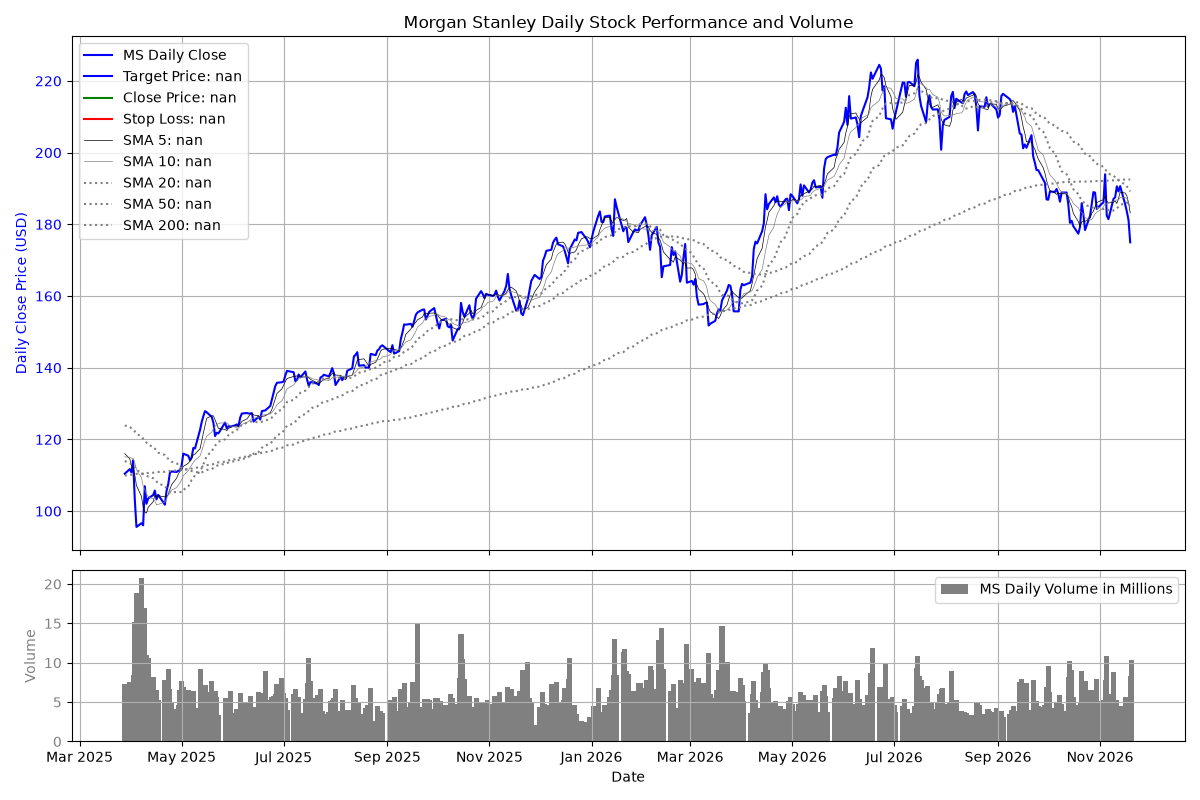 Morgan Stanley Daily Stock Performance and Volume
MS Daily Close
Target Price: nan
Close Price: nan
Stop Loss: nan
SMA 5: nan
SMA 10: nan
SMA 20: nan
SMA 50: nan
SMA 200: nan
220
200
180
160
140
120
100
Daily Close Price (USD)
MS Daily Volume in Millions
20
15
10
5
0
Volume
Mar 2025
May 2025
Jul 2025
Sep 2025
Nov 2025
Jan 2026
Mar 2026
May 2026
Jul 2026
Sep 2026
Nov 2026
Date